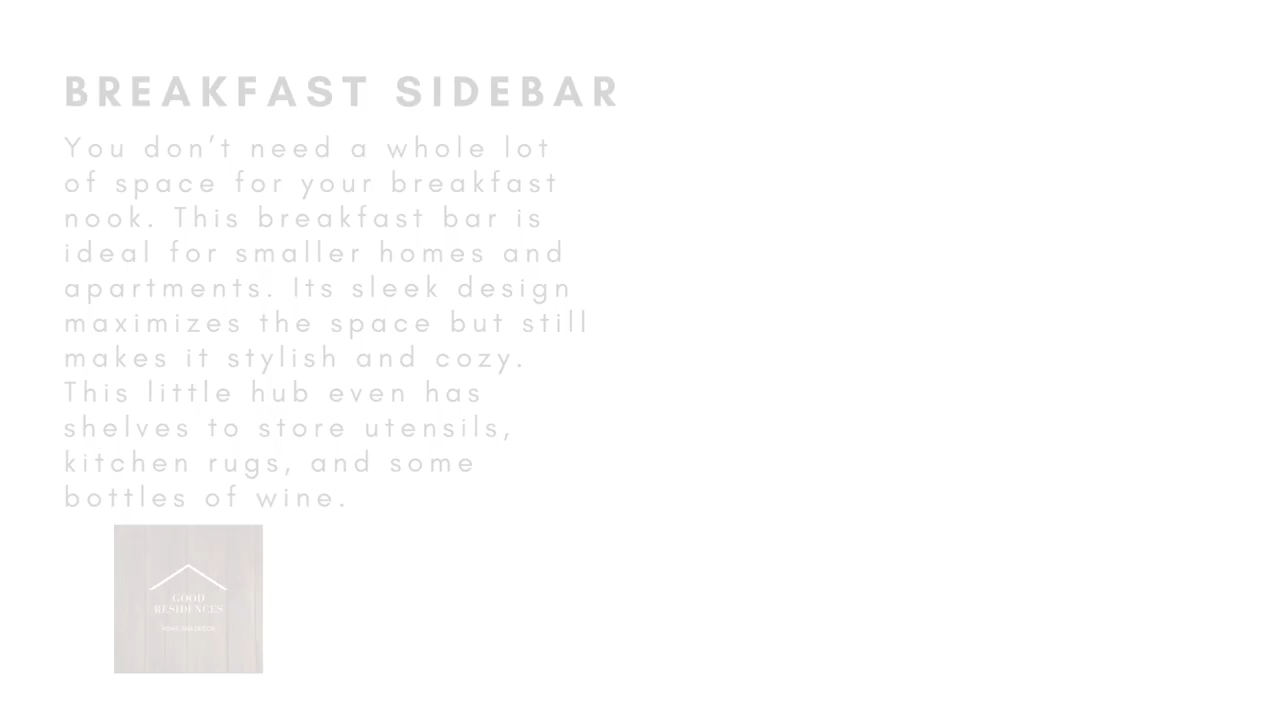 BREAKFAST SIDEBAR
You don’t need a whole lot
of space for your breakfast
nook. This breakfast bar is
ideal for smaller homes and
apartments. Its sleek design
maximizes the space but still
makes it stylish and cozy.
This little hub even has
shelves to store utensils,
kitchen rugs, and some
bottles of wine.
GOOD
RESIDENCES